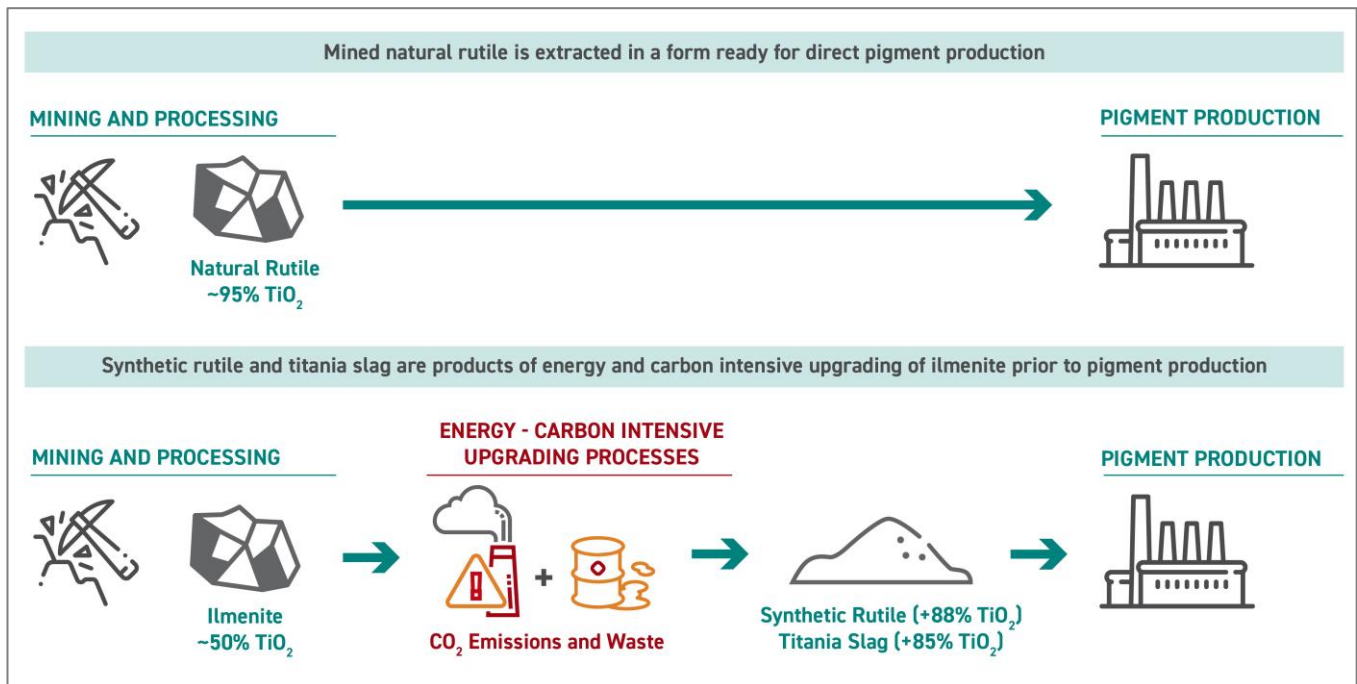 Mined natural rutile is extracted in a form ready for direct pigment production
MINING AND PROCESSING
PIGMENT PRODUCTION
Natural Rutile
~95% TiO₂
Synthetic rutile and titania slag are products of energy and carbon intensive upgrading of ilmenite prior to pigment production
MINING AND PROCESSING
ENERGY - CARBON INTENSIVE
UPGRADING PROCESSES
PIGMENT PRODUCTION
Ilmenite
~50% TiO₂
+
CO₂ Emissions and Waste
Synthetic Rutile (+88% TiO₂)
Titania Slag (+85% TiO₂)